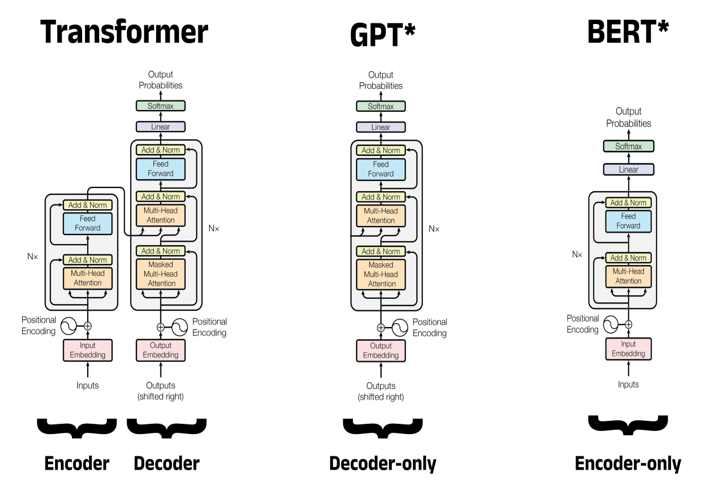 Transformer
GPT*
BERT*
Output
Probabilities
Softmax
Linear
Add & Norm
Feed
Forward
Add & Norm
Multi-Head
Attention
Add & Norm
Masked
Multi-Head
Attention
Nx
Add & Norm
Feed
Forward
Add & Norm
Multi-Head
Attention
Nx
Positional
Encoding
Input
Embedding
Inputs
Positional
Encoding
Output
Embedding
Outputs
(shifted right)
Encoder
Decoder
Output
Probabilities
Softmax
Linear
Add & Norm
Feed
Forward
Add & Norm
Multi-Head
Attention
Add & Norm
Masked
Multi-Head
Attention
Nx
Positional
Encoding
Output
Embedding
Outputs
(shifted right)
Decoder-only
Output
Probabilities
Softmax
Linear
Add & Norm
Feed
Forward
Add & Norm
Multi-Head
Attention
Nx
Positional
Encoding
Input
Embedding
Inputs
Encoder-only